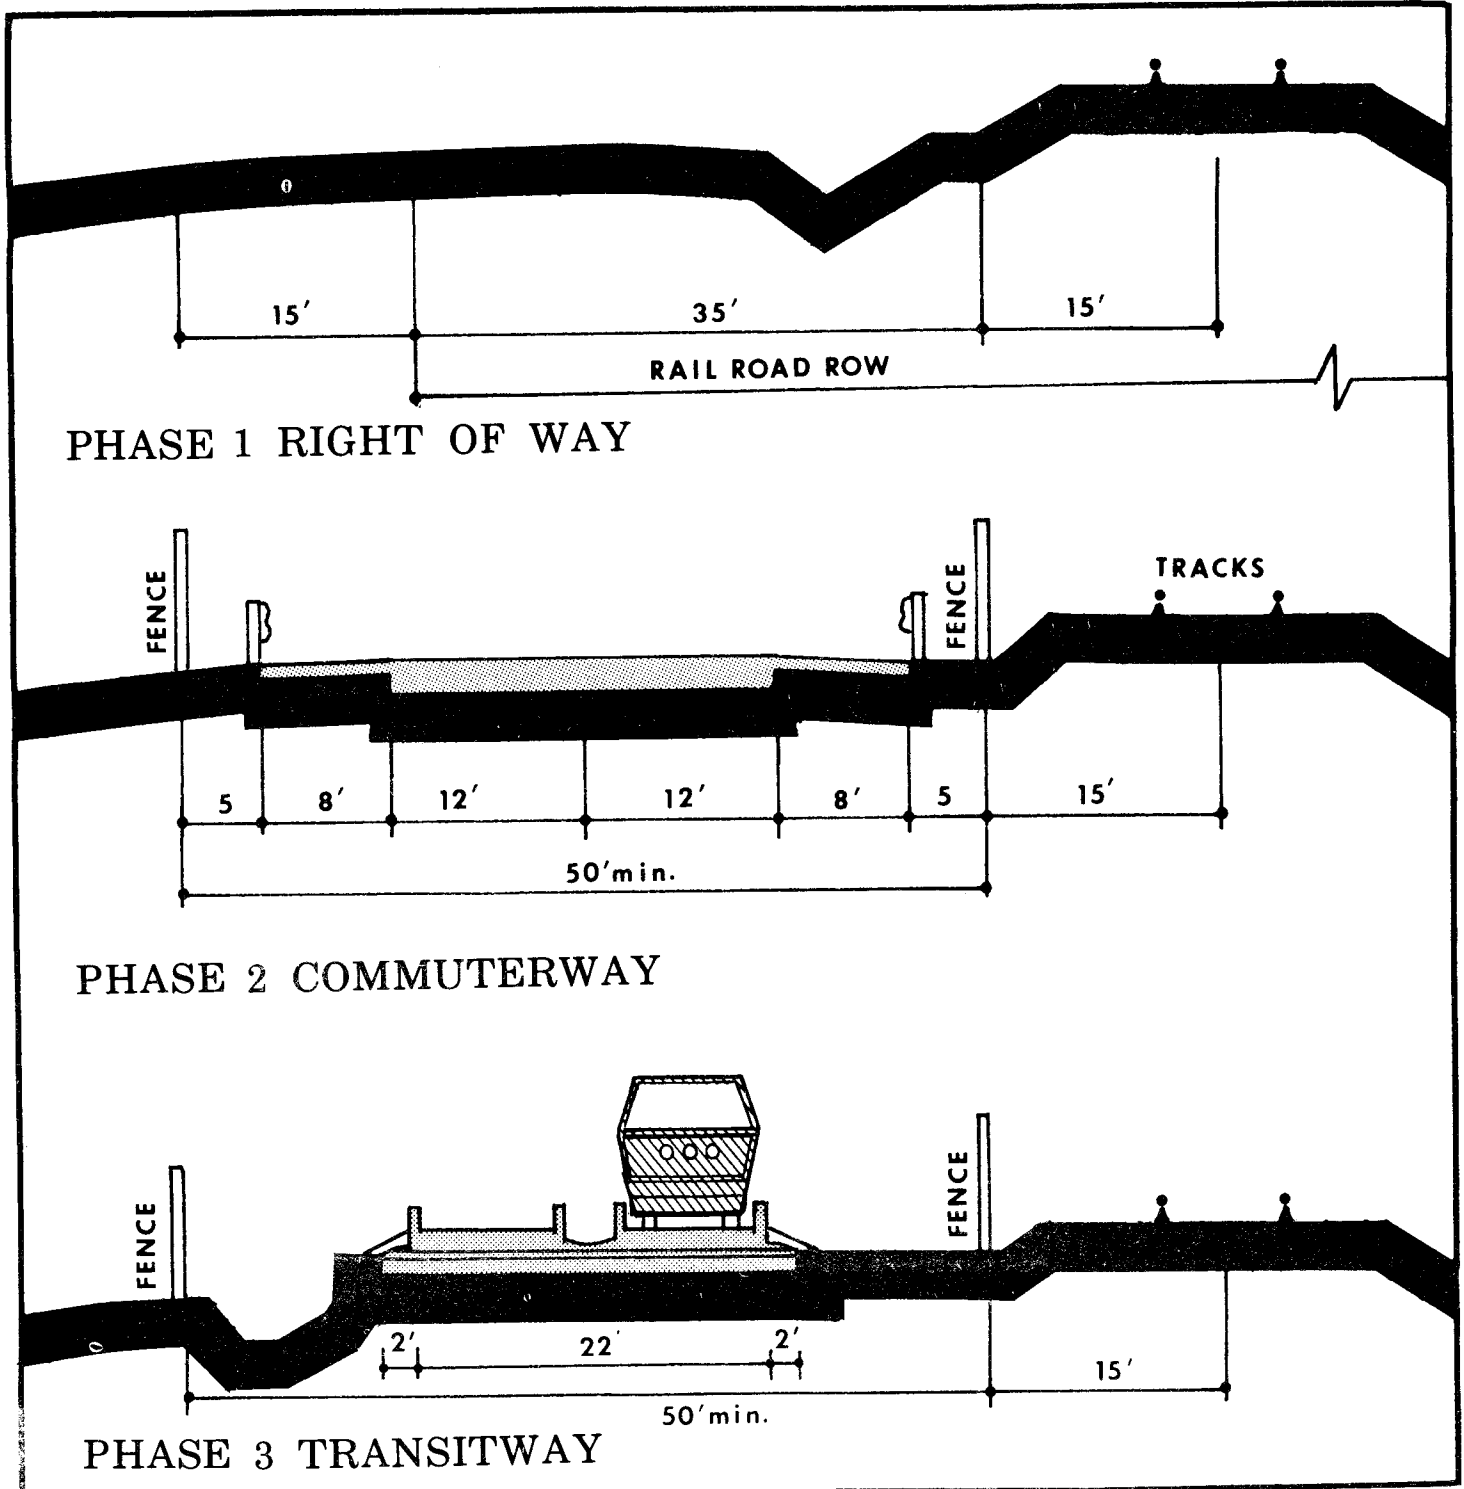 15′ 35′ 15′
RAIL ROAD ROW
PHASE 1 RIGHT OF WAY
FENCE FENCE TRACKS
5 8′ 12′ 12′ 8′ 5 15′
50′min.
PHASE 2 COMMUTERWAY
FENCE FENCE
2′ 22′ 2′ 15′
50′min.
PHASE 3 TRANSITWAY